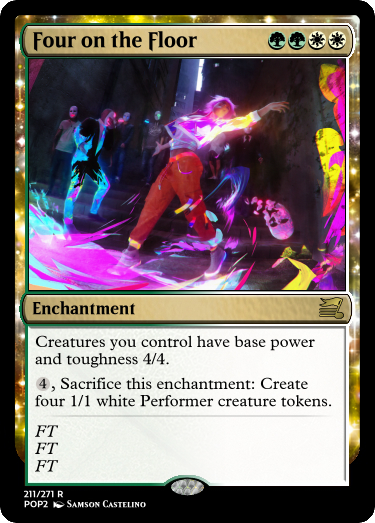 Four on the Floor
Enchantment
Creatures you control have base power
and toughness 4/4.
4, Sacrifice this enchantment: Create
four 1/1 white Performer creature tokens.
FT
FT
FT
211/271 R
POP2 Samson Castelino